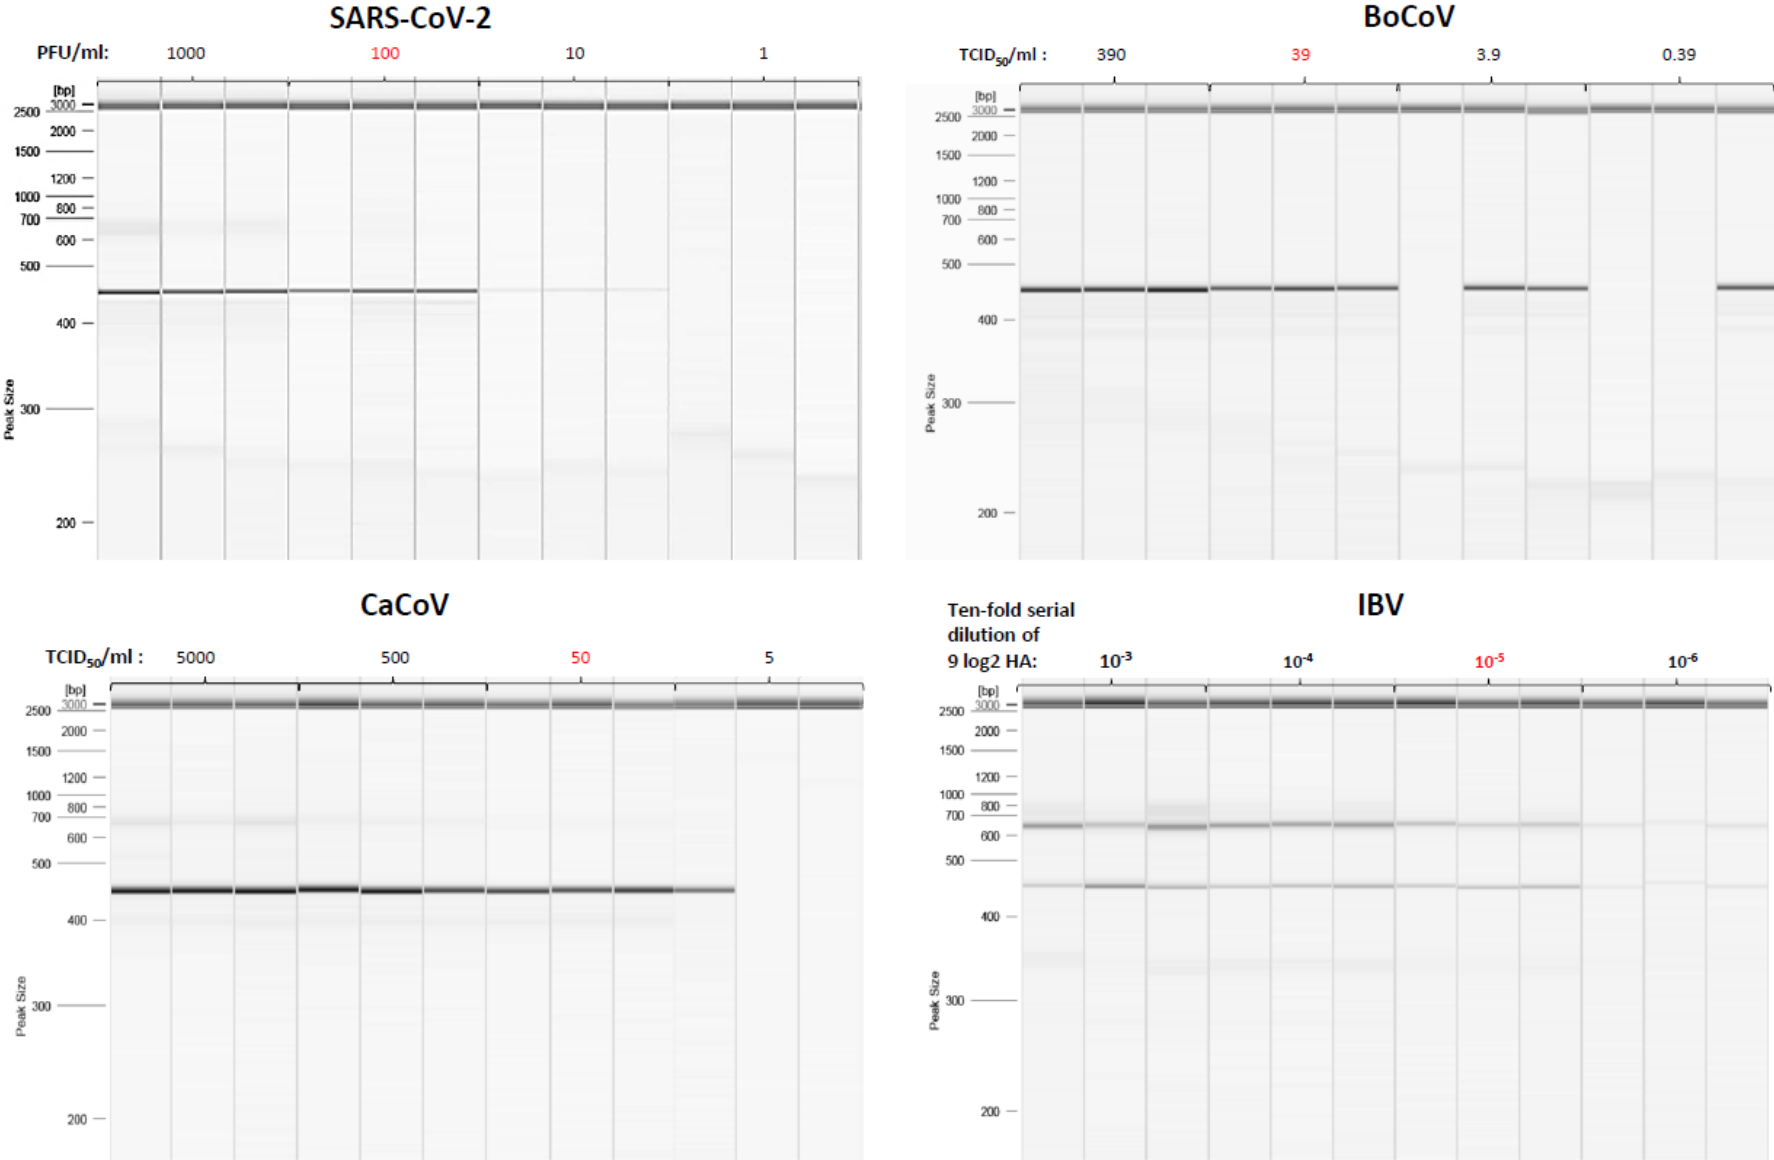 SARS-CoV-2
PFU/ml: 1000 100 10 1
[bp]
3000
2500
2000
1500
1200
1000
800
700
600
500
400
300
200
Peak Size
BoCoV
TCID50/ml : 390 39 3.9 0.39
[bp]
3000
2500
2000
1500
1200
1000
800
700
600
500
400
300
200
Peak Size
CaCoV
TCID50/ml : 5000 500 50 5
[bp]
3000
2500
2000
1500
1200
1000
800
700
600
500
400
300
200
Peak Size
IBV
Ten-fold serial
dilution of
9 log2 HA: 10-3 10-4 10-5 10-6
[bp]
3000
2500
2000
1500
1200
1000
800
700
600
500
400
300
200
Peak Size